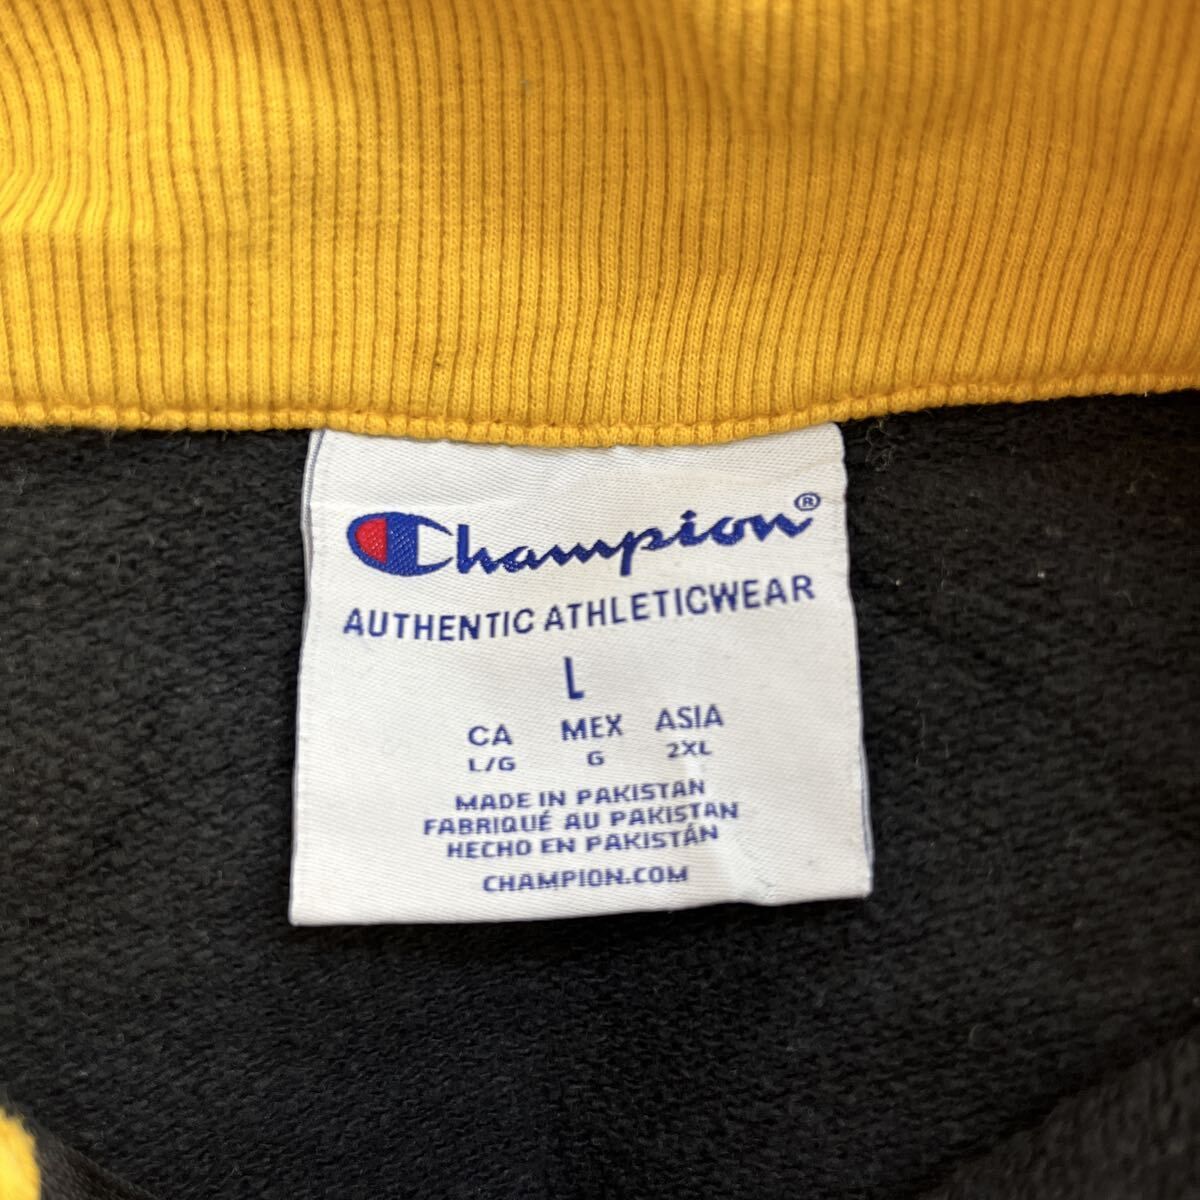 Champion®
AUTHENTIC ATHLETICWEAR
L
CA MEX ASIA
L/G G 2XL
MADE IN PAKISTAN
FABRIQUÉ AU PAKISTAN
HECHO EN PAKISTÁN
CHAMPION.COM